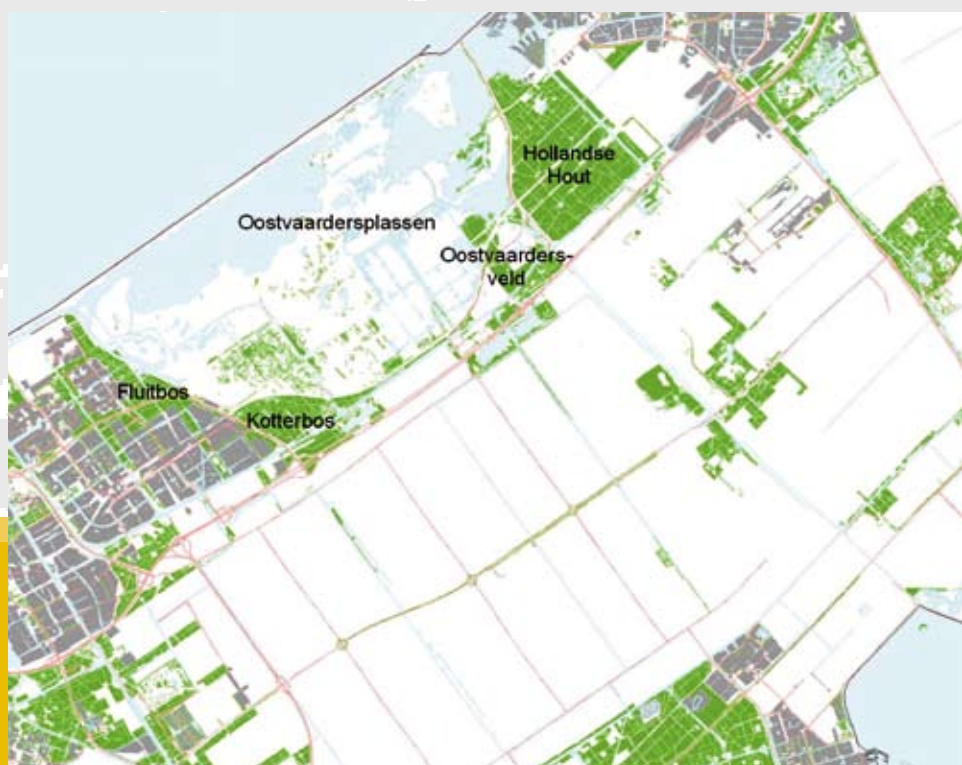 Hollandse
Hout
Oostvaardersplassen
Oostvaarders-
veld
Fluitbos
Kotterbos